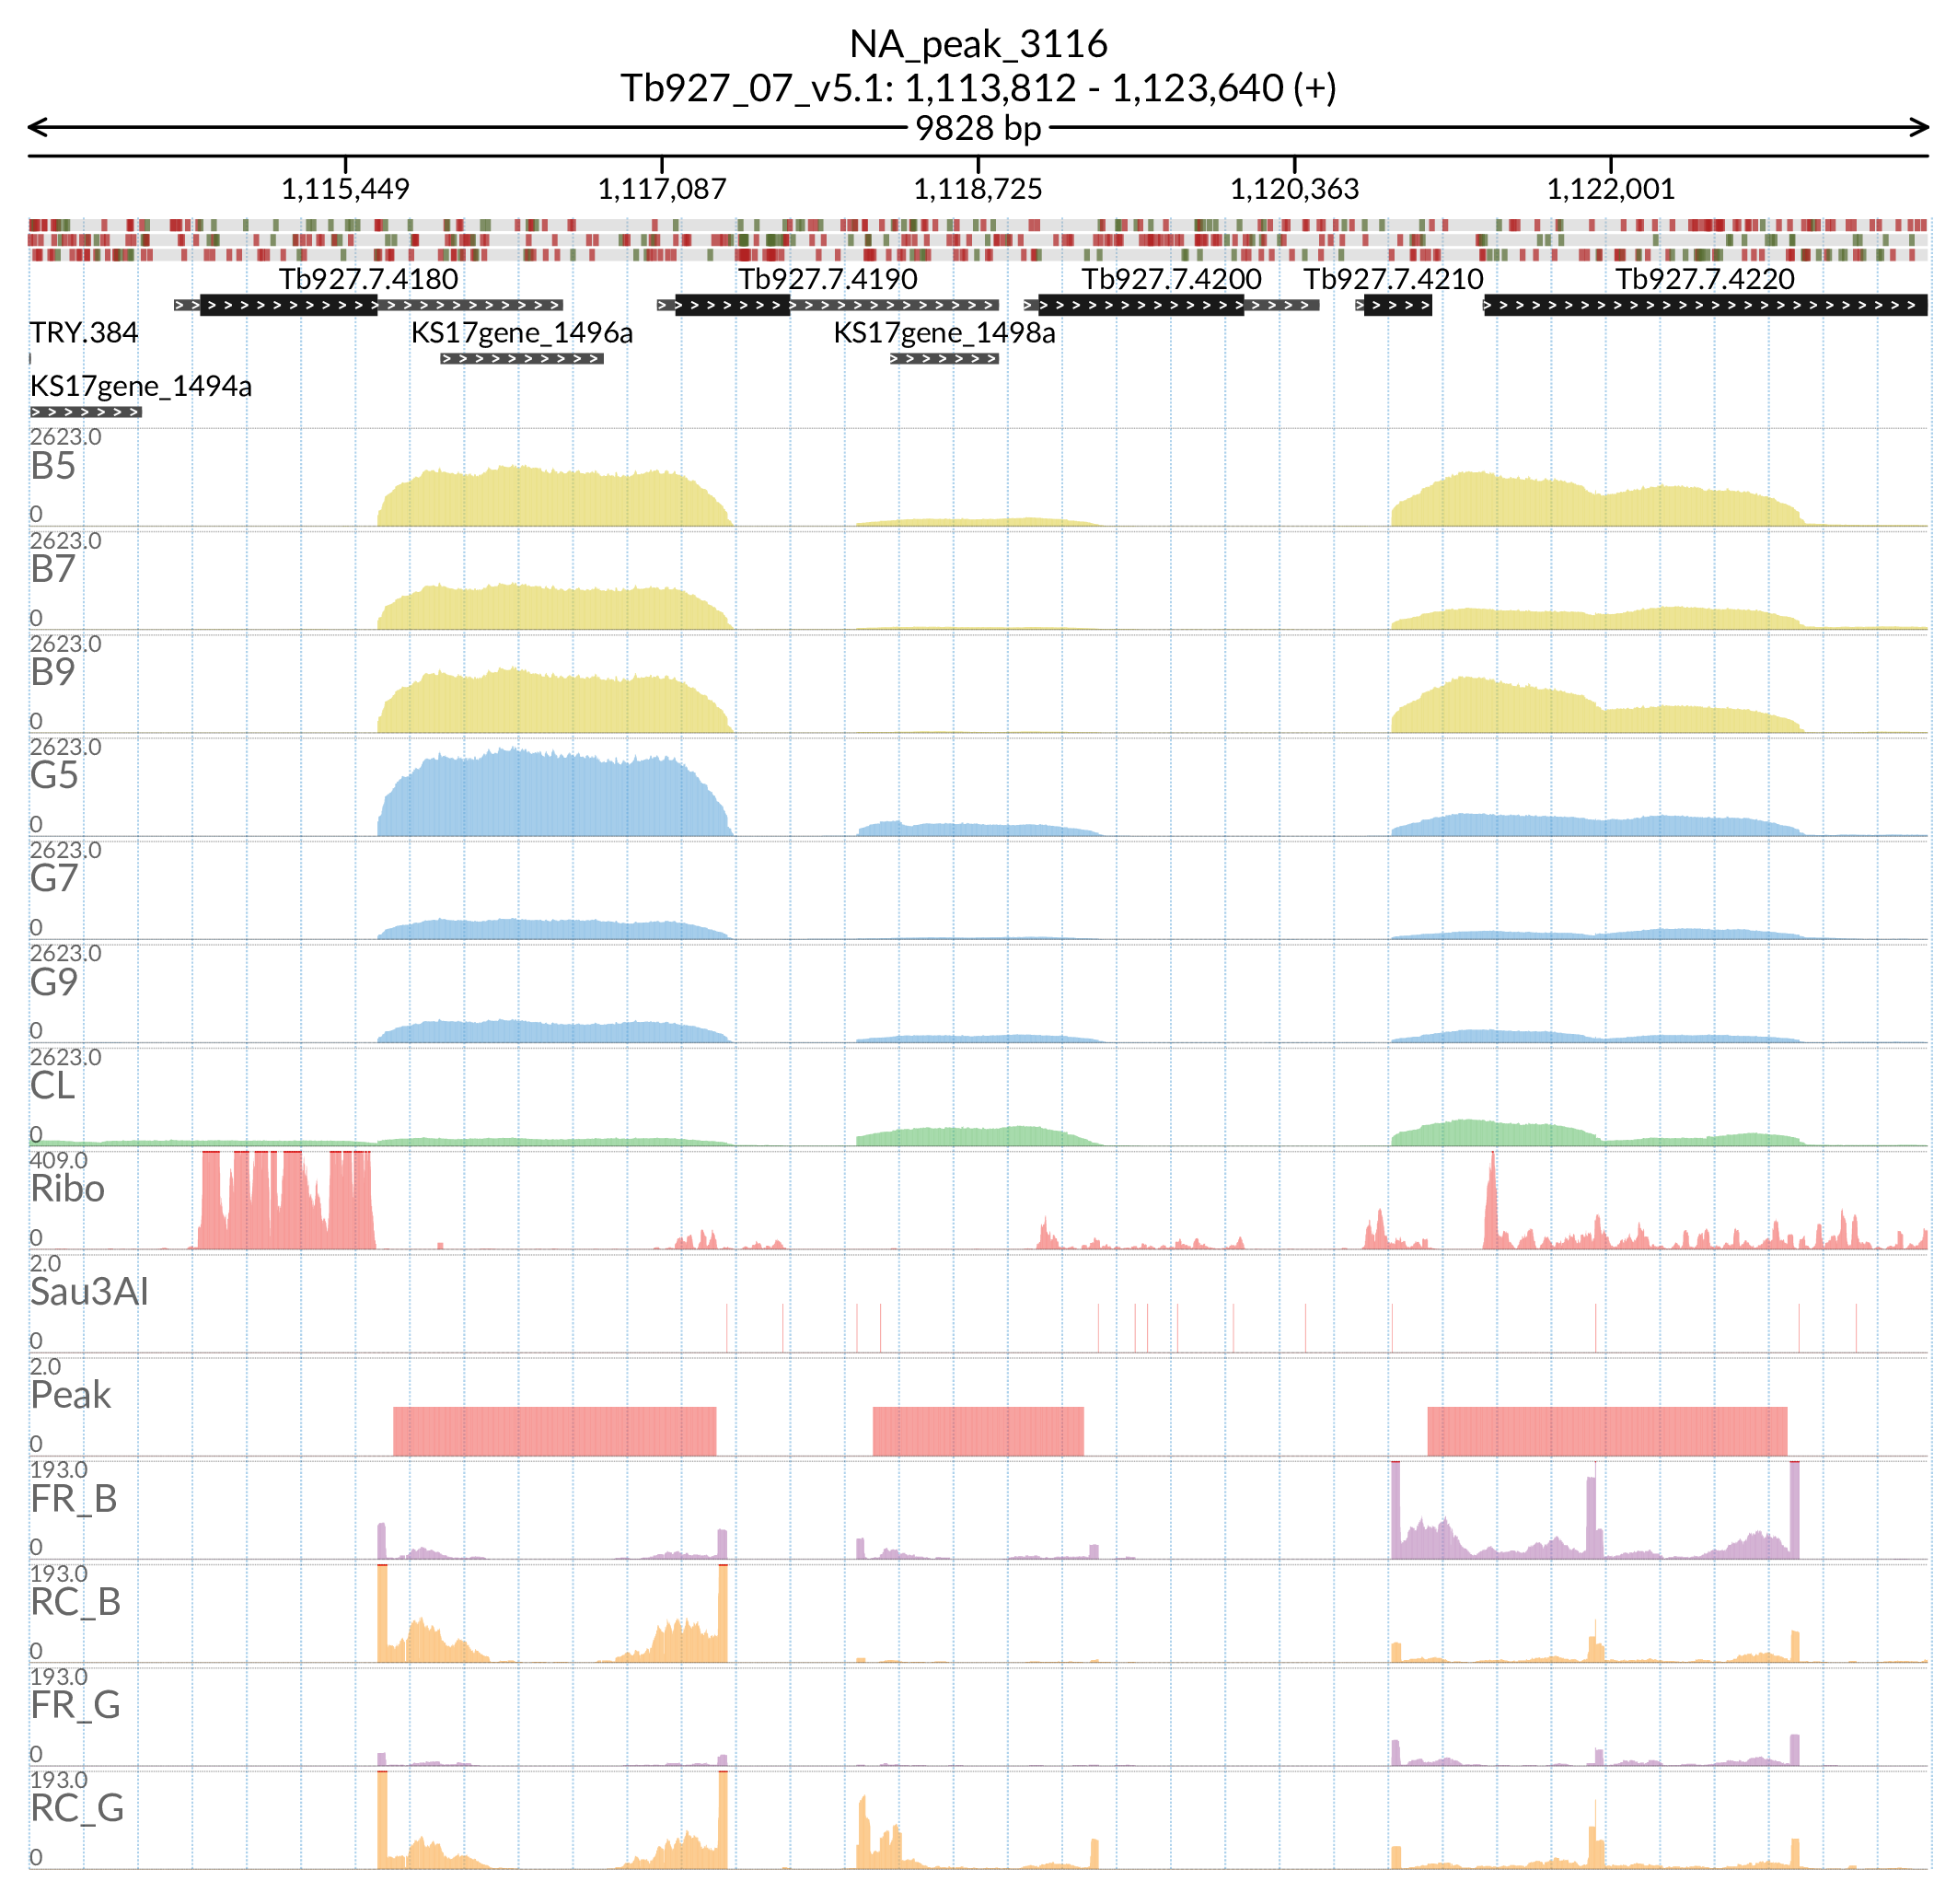 NA_peak_3116
Tb927_07_v5.1: 1,113,812 - 1,123,640 (+)
9828 bp
1,115,449 1,117,087 1,118,725 1,120,363 1,122,001
Tb927.7.4180 Tb927.7.4190 Tb927.7.4200 Tb927.7.4210 Tb927.7.4220
TRY.384 KS17gene_1496a KS17gene_1498a
KS17gene_1494a
2623.0
B5
0
2623.0
B7
0
2623.0
B9
0
2623.0
G5
0
2623.0
G7
0
2623.0
G9
0
2623.0
CL
0
409.0
Ribo
0
2.0
Sau3AI
0
2.0
Peak
0
193.0
FR_B
0
193.0
RC_B
0
193.0
FR_G
0
193.0
RC_G
0